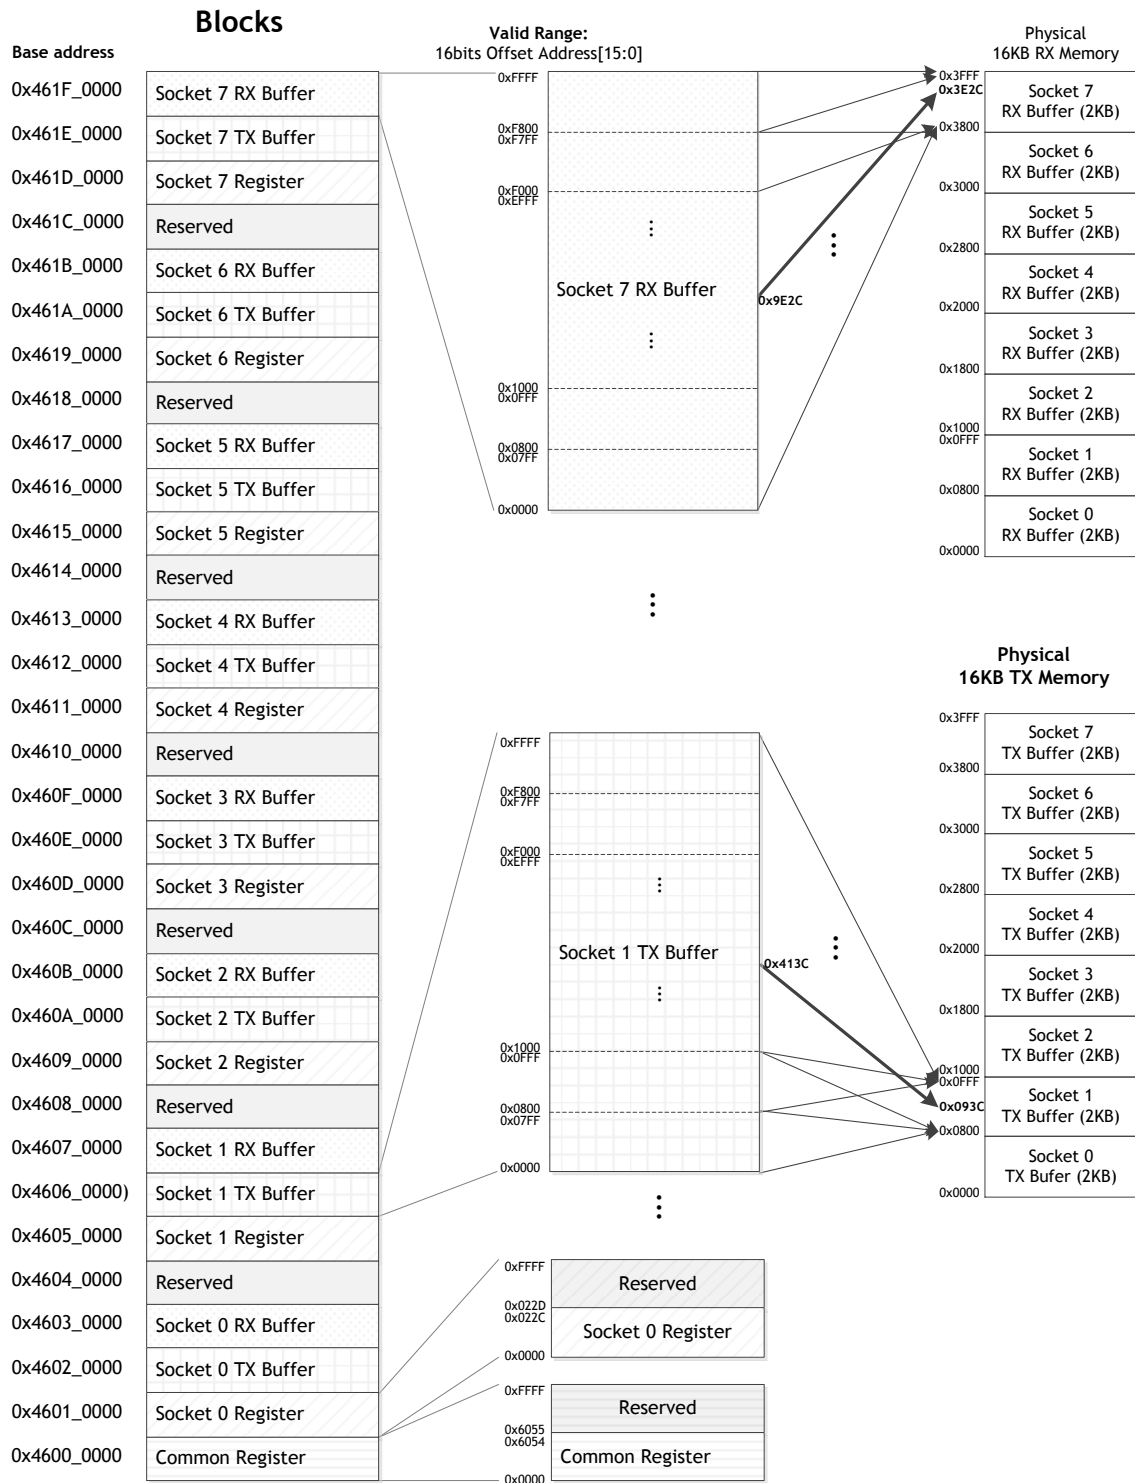 Blocks
Base address
0x461F_0000
Socket 7 RX Buffer
0x461E_0000
Socket 7 TX Buffer
0x461D_0000
Socket 7 Register
0x461C_0000
Reserved
0x461B_0000
Socket 6 RX Buffer
0x461A_0000
Socket 6 TX Buffer
0x4619_0000
Socket 6 Register
0x4618_0000
Reserved
0x4617_0000
Socket 5 RX Buffer
0x4616_0000
Socket 5 TX Buffer
0x4615_0000
Socket 5 Register
0x4614_0000
Reserved
0x4613_0000
Socket 4 RX Buffer
0x4612_0000
Socket 4 TX Buffer
0x4611_0000
Socket 4 Register
0x4610_0000
Reserved
0x460F_0000
Socket 3 RX Buffer
0x460E_0000
Socket 3 TX Buffer
0x460D_0000
Socket 3 Register
0x460C_0000
Reserved
0x460B_0000
Socket 2 RX Buffer
0x460A_0000
Socket 2 TX Buffer
0x4609_0000
Socket 2 Register
0x4608_0000
Reserved
0x4607_0000
Socket 1 RX Buffer
0x4606_0000)
Socket 1 TX Buffer
0x4605_0000
Socket 1 Register
0x4604_0000
Reserved
0x4603_0000
Socket 0 RX Buffer
0x4602_0000
Socket 0 TX Buffer
0x4601_0000
Socket 0 Register
0x4600_0000
Common Register
Valid Range:
16bits Offset Address[15:0]
0xFFFF
0xF800
0xF7FF
0xF000
0xEFFF
Socket 7 RX Buffer
0x9E2C
0x1000
0x0FFF
0x0800
0x07FF
0x0000
Physical
16KB RX Memory
0x3FFF
0x3E2C
Socket 7
RX Buffer (2KB)
0x3800
Socket 6
RX Buffer (2KB)
0x3000
Socket 5
RX Buffer (2KB)
0x2800
Socket 4
RX Buffer (2KB)
0x2000
Socket 3
RX Buffer (2KB)
0x1800
Socket 2
RX Buffer (2KB)
0x1000
0x0FFF
Socket 1
RX Buffer (2KB)
0x0800
Socket 0
RX Buffer (2KB)
0x0000
0xFFFF
0xF800
0xF7FF
0xF000
0xEFFF
Socket 1 TX Buffer
0x413C
0x1000
0x0FFF
0x0800
0x07FF
0x0000
Physical
16KB TX Memory
0x3FFF
Socket 7
TX Buffer (2KB)
0x3800
Socket 6
TX Buffer (2KB)
0x3000
Socket 5
TX Buffer (2KB)
0x2800
Socket 4
TX Buffer (2KB)
0x2000
Socket 3
TX Buffer (2KB)
0x1800
Socket 2
TX Buffer (2KB)
0x1000
0x0FFF
Socket 1
TX Buffer (2KB)
0x093C
0x0800
Socket 0
TX Bufer (2KB)
0x0000
0xFFFF
Reserved
0x022D
0x022C
Socket 0 Register
0x0000
0xFFFF
Reserved
0x6055
0x6054
Common Register
0x0000